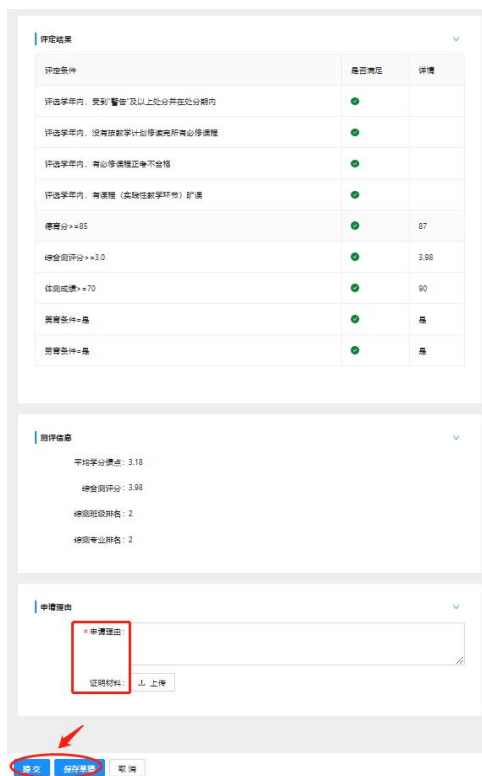 评定结果
评定条件 是否满足 详情
评选学年内，受到“警告”及以上处分并在处分期内
评选学年内，没有按教学计划修读完所有必修课程
评选学年内，有必修课程正考不合格
评选学年内，有课程（实践性教学环节）旷课
德育分>=85 87
综合测评分>=3.0 3.98
体测成绩>=70 90
美育条件=是 是
劳育条件=是 是
测评信息
平均学分绩点：3.18
综合测评分：3.98
综测班级排名：2
综测专业排名：2
申请理由
* 申请理由：
证明材料： 上传
提交 保存草稿 取消